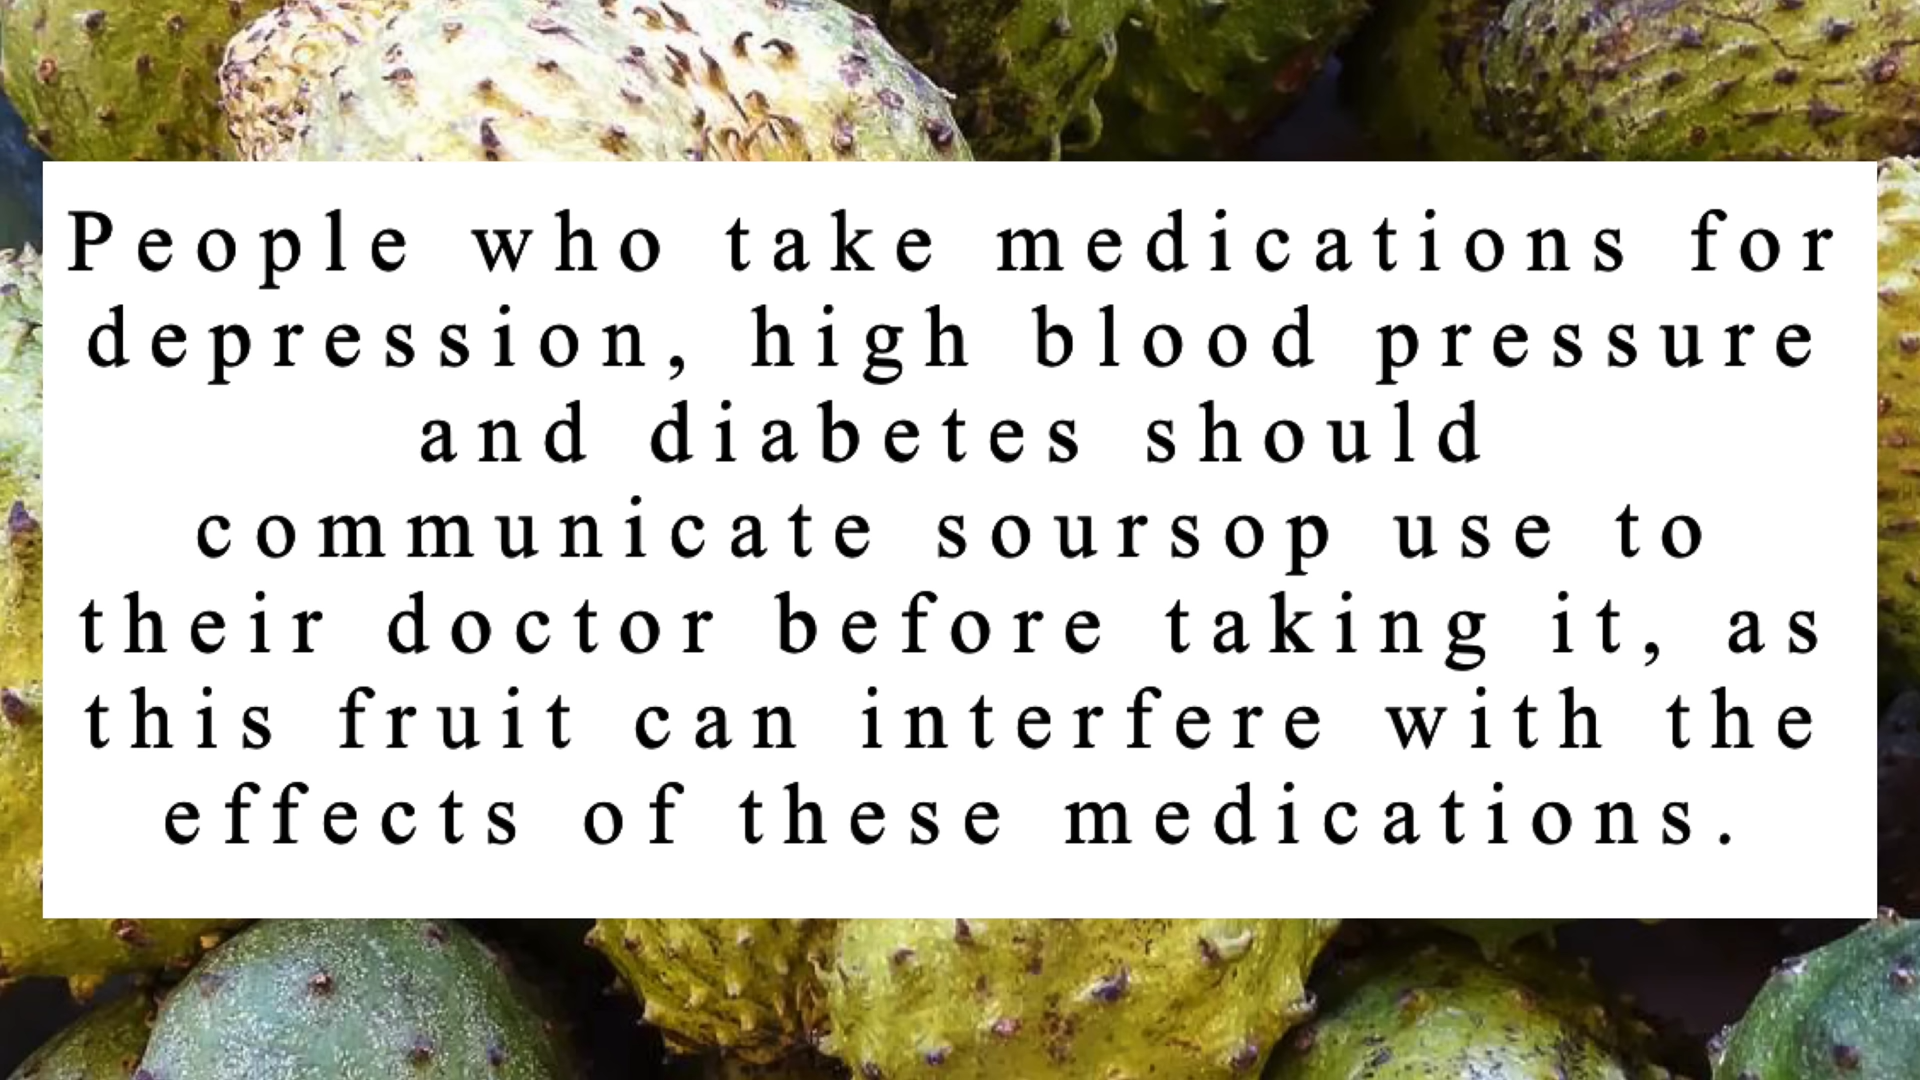 People who take medications for
depression, high blood pressure
and diabetes should
communicate soursop use to
their doctor before taking it, as
this fruit can interfere with the
effects of these medications.